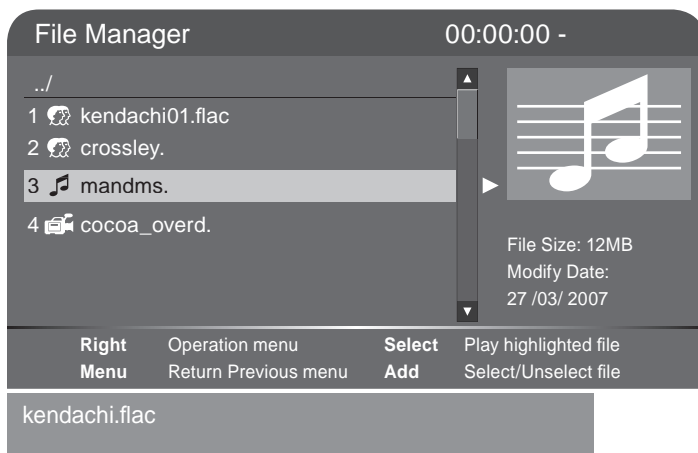 File Manager 00:00:00 -
../
1 kendachi01.flac
2 crossley.
3 mandms.
4 cocoa_overd.
File Size: 12MB
Modify Date:
27 /03/ 2007
Right Operation menu Select Play highlighted file
Menu Return Previous menu Add Select/Unselect file
kendachi.flac